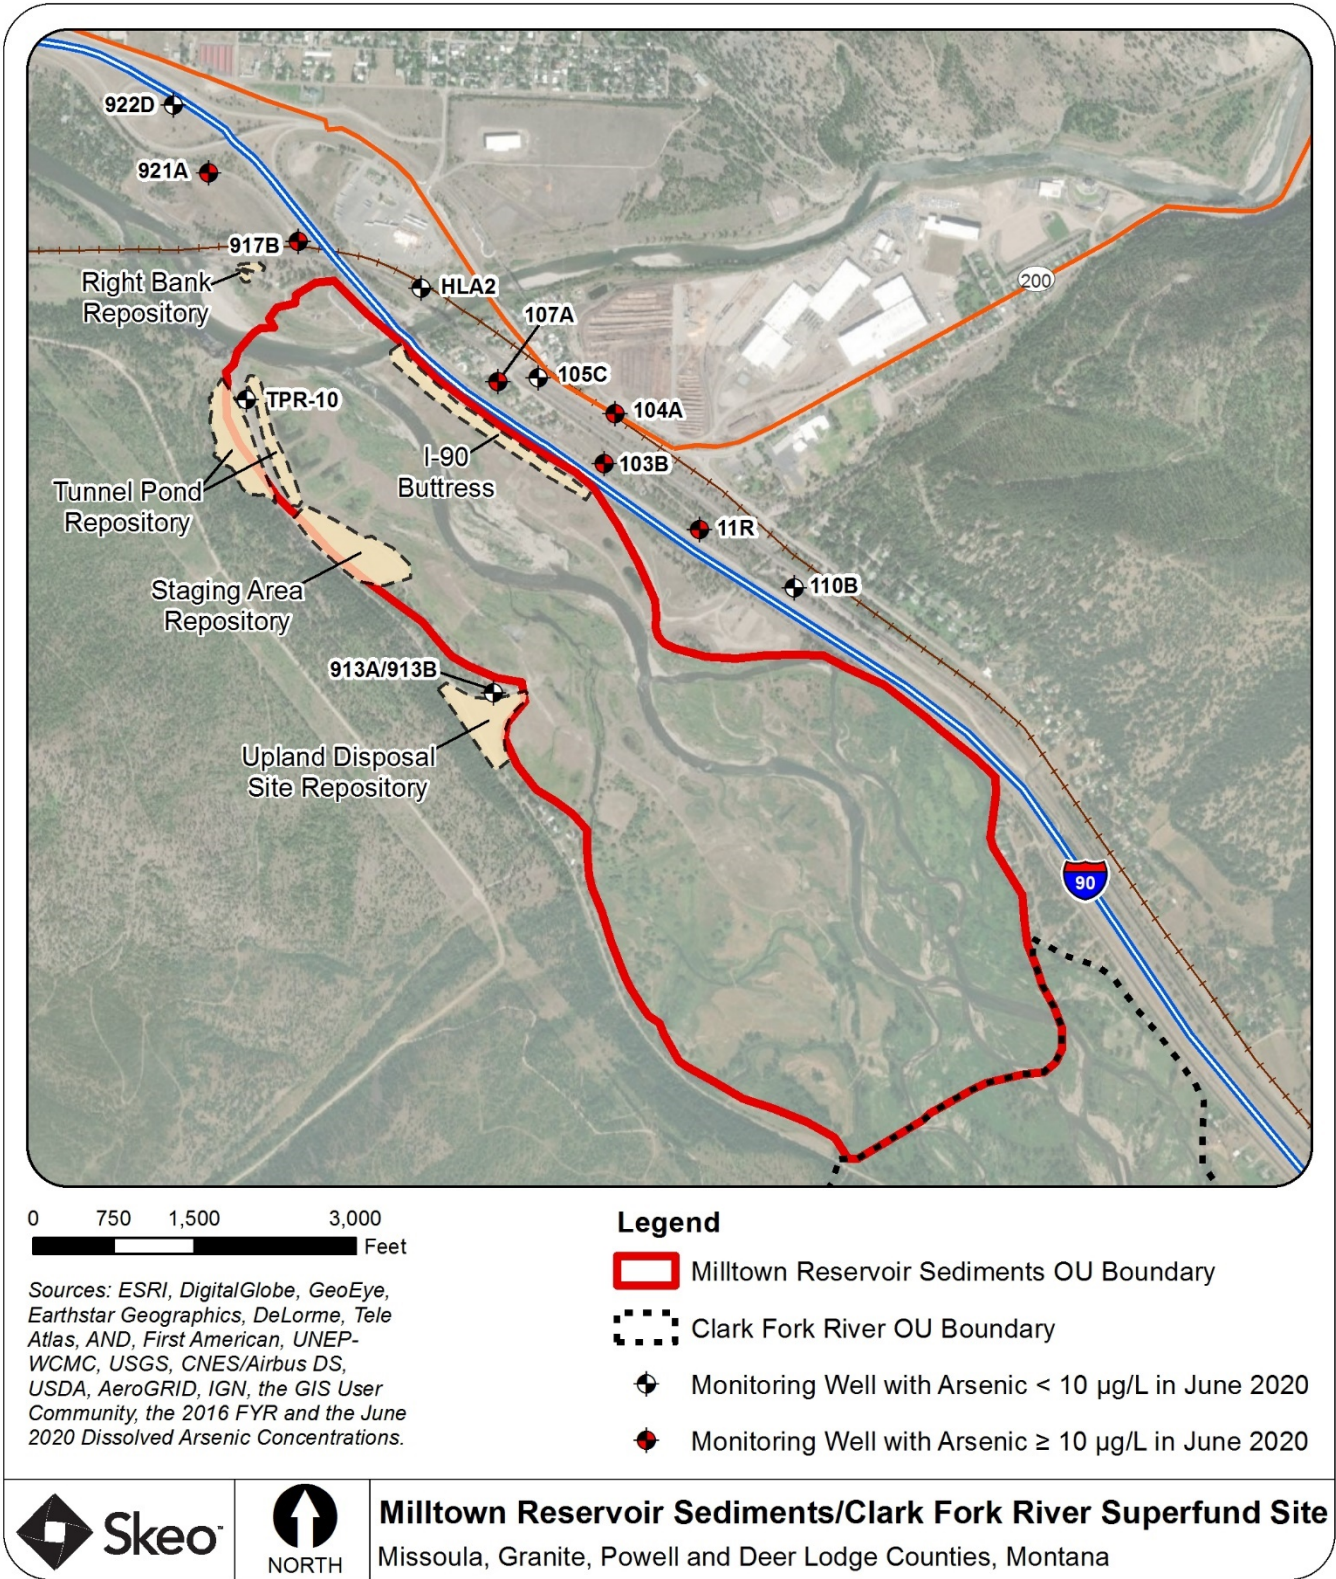 922D
921A
917B
Right Bank
Repository
HLA2
200
107A
105C
TPR-10
104A
I-90
Buttress
103B
Tunnel Pond
Repository
11R
Staging Area
Repository
110B
913A/913B
Upland Disposal
Site Repository
90
0 750 1,500 3,000
Feet
Sources: ESRI, DigitalGlobe, GeoEye,
Earthstar Geographics, DeLorme, Tele
Atlas, AND, First American, UNEP-
WCMC, USGS, CNES/Airbus DS,
USDA, AeroGRID, IGN, the GIS User
Community, the 2016 FYR and the June
2020 Dissolved Arsenic Concentrations.
Legend
Milltown Reservoir Sediments OU Boundary
Clark Fork River OU Boundary
Monitoring Well with Arsenic < 10 µg/L in June 2020
Monitoring Well with Arsenic ≥ 10 µg/L in June 2020
Skeo™
NORTH
Milltown Reservoir Sediments/Clark Fork River Superfund Site
Missoula, Granite, Powell and Deer Lodge Counties, Montana